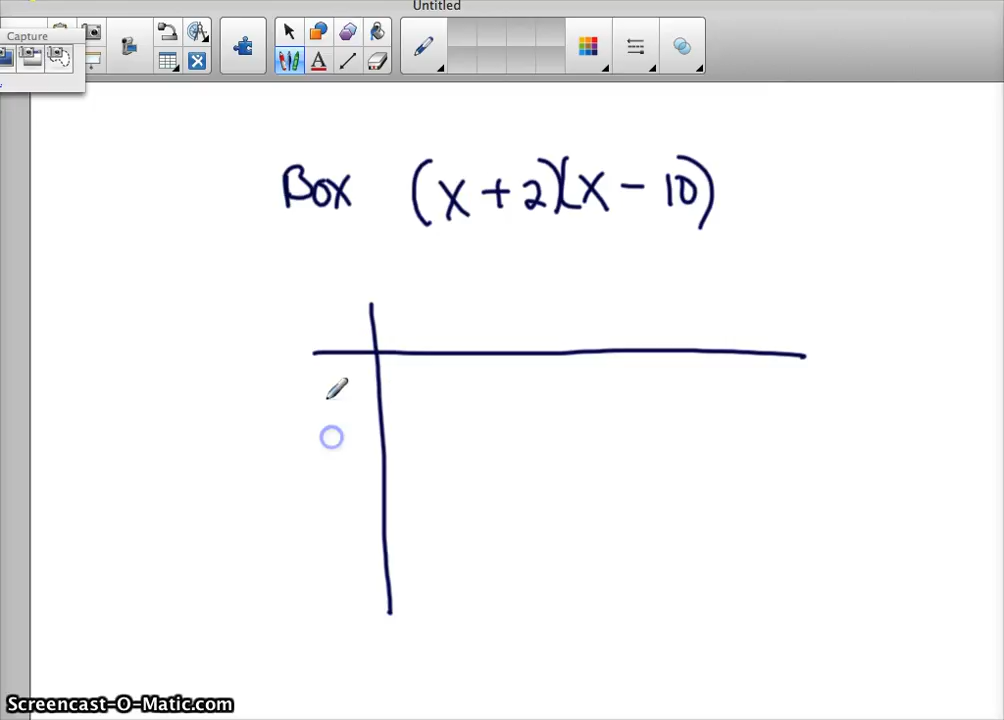 Untitled
Capture
Box (x + 2)(x - 10)
Screencast-O-Matic.com